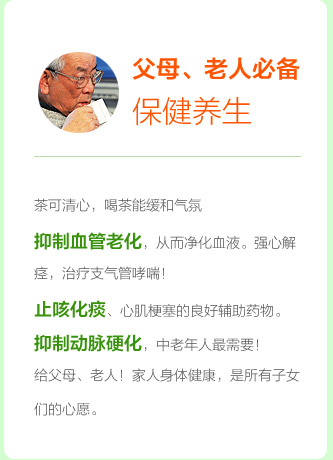 父母、老人必备
保健养生
茶可清心，喝茶能缓和气氛
抑制血管老化，从而净化血液。强心解
痉，治疗支气管哮喘！
止咳化痰、心肌梗塞的良好辅助药物。
抑制动脉硬化，中老年人最需要！
给父母、老人！家人身体健康，是所有子女
们的心愿。